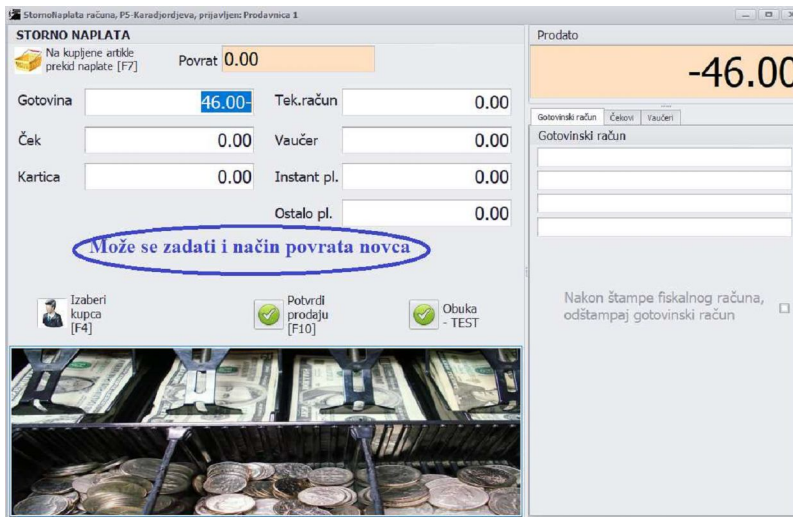 StornoNaplata računa, P5-Karadjordjeva, prijavljen: Prodavnica 1
STORNO NAPLATA
Na kupljene artikle
prekid naplate [F7]
Povrat 0.00
Gotovina 46.00-
Tek.račun 0.00
Ček 0.00
Vaučer 0.00
Kartica 0.00
Instant pl. 0.00
Ostalo pl. 0.00
Može se zadati i način povrata novca
Izaberi
kupca
[F4]
Potvrdi
prodaju
[F10]
Obuka
- TEST
Prodato
-46.00
Gotovinski račun Čekovi Vaučeri
Gotovinski račun
Nakon štampe fiskalnog računa,
odštampaj gotovinski račun